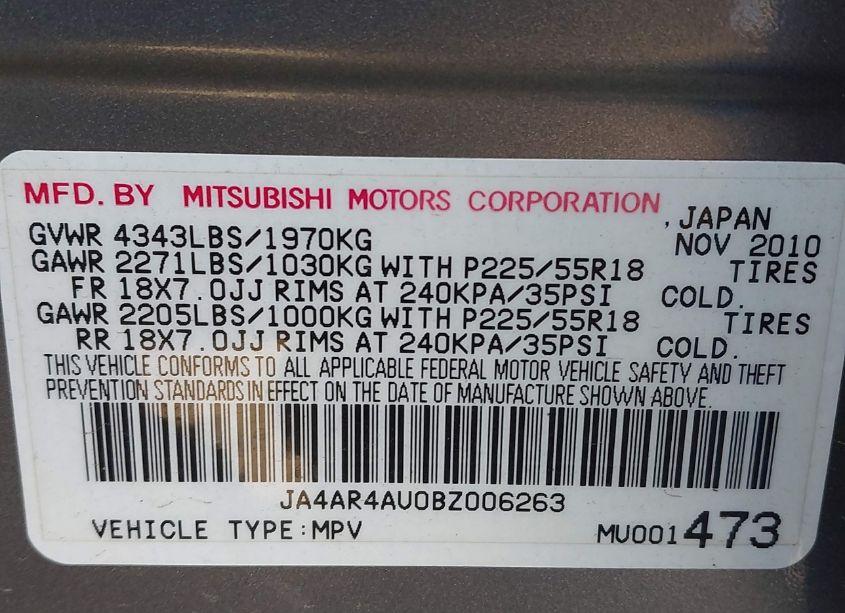 MFD. BY MITSUBISHI MOTORS CORPORATION , JAPAN
GVWR 4343LBS/1970KG NOV 2010
GAWR 2271LBS/1030KG WITH P225/55R18 TIRES
FR 18X7.0JJ RIMS AT 240KPA/35PSI COLD.
GAWR 2205LBS/1000KG WITH P225/55R18 TIRES
RR 18X7.0JJ RIMS AT 240KPA/35PSI COLD.
THIS VEHICLE CONFORMS TO ALL APPLICABLE FEDERAL MOTOR VEHICLE SAFETY AND THEFT
PREVENTION STANDARDS IN EFFECT ON THE DATE OF MANUFACTURE SHOWN ABOVE.
JA4AR4AU0BZ006263
VEHICLE TYPE:MPV MU001473